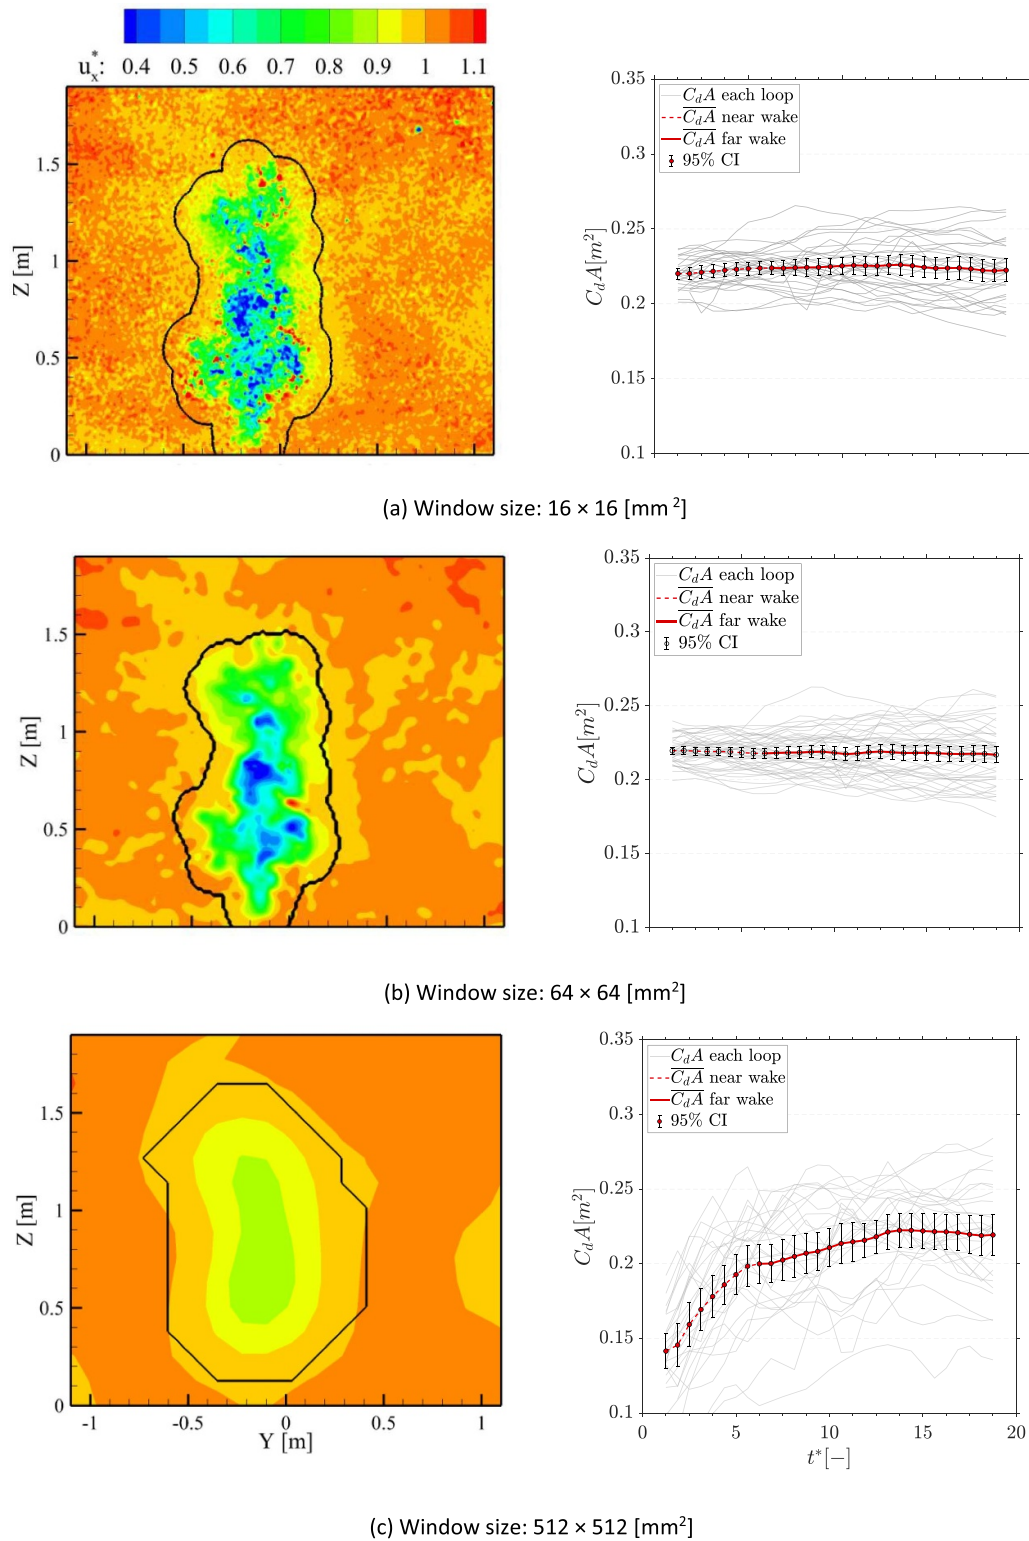 u*x: 0.4 0.5 0.6 0.7 0.8 0.9 1 1.1
Z [m]
1.5
1
0.5
0
CdA[m²]
0.35
0.3
0.25
0.2
0.15
0.1
CdA each loop
CdA near wake
CdA far wake
95% CI
(a) Window size: 16 × 16 [mm ²]
Z [m]
1.5
1
0.5
0
CdA[m²]
0.35
0.3
0.25
0.2
0.15
0.1
CdA each loop
CdA near wake
CdA far wake
95% CI
(b) Window size: 64 × 64 [mm²]
Z [m]
1.5
1
0.5
0
-1 -0.5 0 0.5 1
Y [m]
CdA[m²]
0.35
0.3
0.25
0.2
0.15
0.1
CdA each loop
CdA near wake
CdA far wake
95% CI
0 5 10 15 20
t*[−]
(c) Window size: 512 × 512 [mm²]